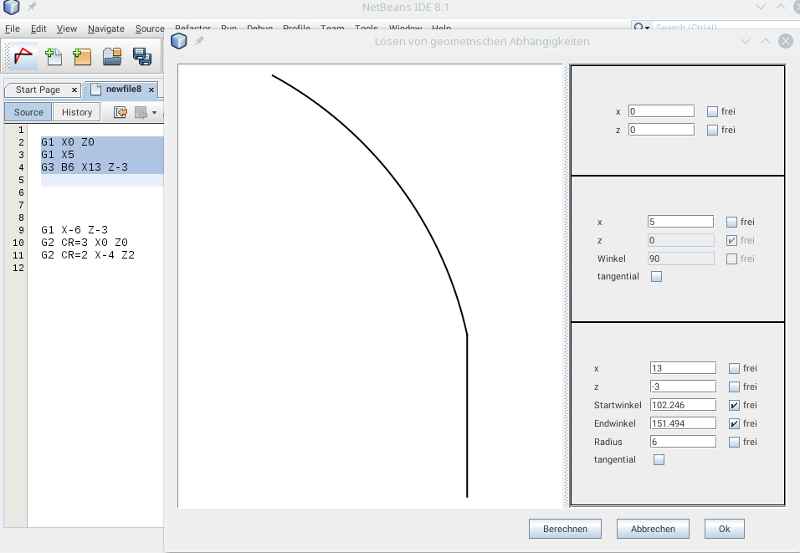 NetBeans IDE 8.1
File Edit View Navigate Source Refactor Run Debug Profile Team Tools Window Help
Search (Ctrl+I)
Lösen von geometrischen Abhängigkeiten
Start Page × newfile8 ×
Source History
1
2 G1 X0 Z0
3 G1 X5
4 G3 B6 X13 Z-3
5
6
7
8
9 G1 X-6 Z-3
10 G2 CR=3 X0 Z0
11 G2 CR=2 X-4 Z2
12
x 0 frei
z 0 frei
x 5 frei
z 0 frei
Winkel 90 frei
tangential
x 13 frei
z -3 frei
Startwinkel 102.246 frei
Endwinkel 151.494 frei
Radius 6 frei
tangential
Berechnen Abbrechen Ok